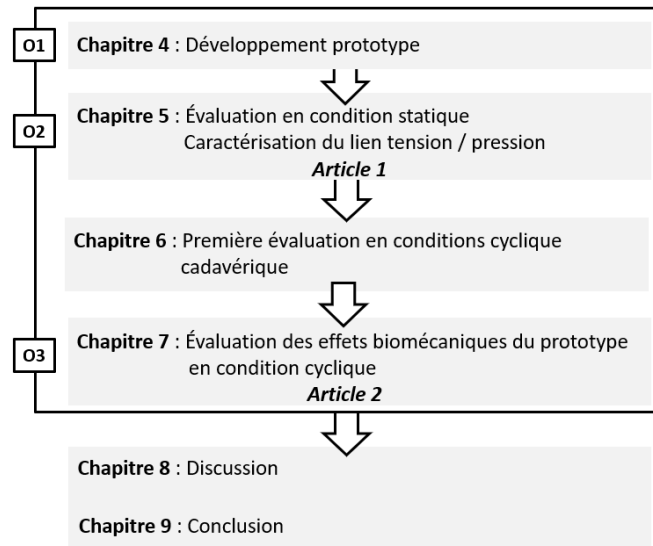 O1
Chapitre 4 : Développement prototype
O2
Chapitre 5 : Évaluation en condition statique
Caractérisation du lien tension / pression
Article 1
Chapitre 6 : Première évaluation en conditions cyclique
cadavérique
O3
Chapitre 7 : Évaluation des effets biomécaniques du prototype
en condition cyclique
Article 2
Chapitre 8 : Discussion
Chapitre 9 : Conclusion